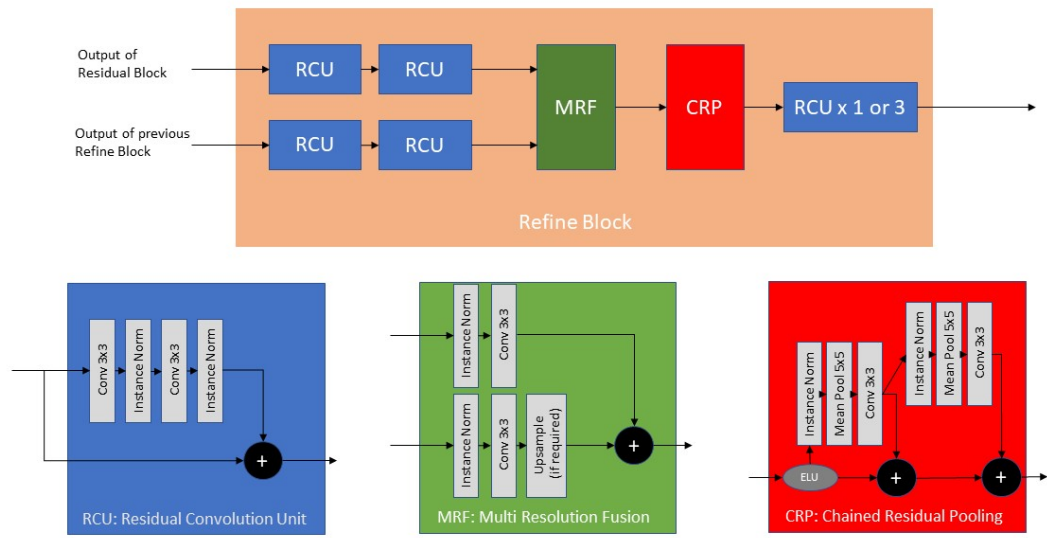 Output of
Residual Block
RCU
RCU
MRF
CRP
RCU x 1 or 3
Output of previous
Refine Block
RCU
RCU
Refine Block
Conv 3x3
Instance Norm
Conv 3x3
Instance Norm
+
RCU: Residual Convolution Unit
Instance Norm
Conv 3x3
Instance Norm
Conv 3x3
Upsample
(if required)
+
MRF: Multi Resolution Fusion
Instance Norm
Mean Pool 5x5
Conv 3x3
Instance Norm
Mean Pool 5x5
Conv 3x3
ELU
+
+
CRP: Chained Residual Pooling